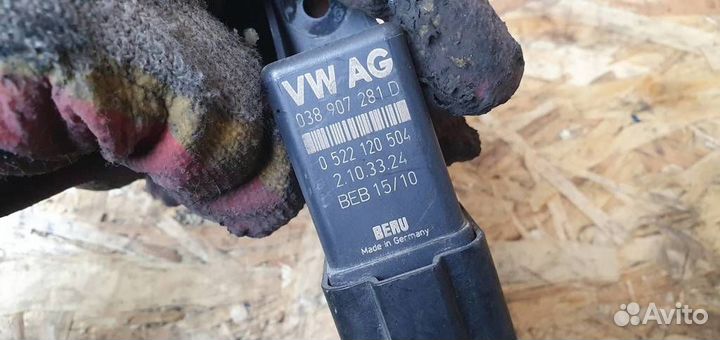 VW AG
038 907 281 D
0 522 120 504
2.10.33.24
BEB 15/10
BERU
Made in Germany
Avito